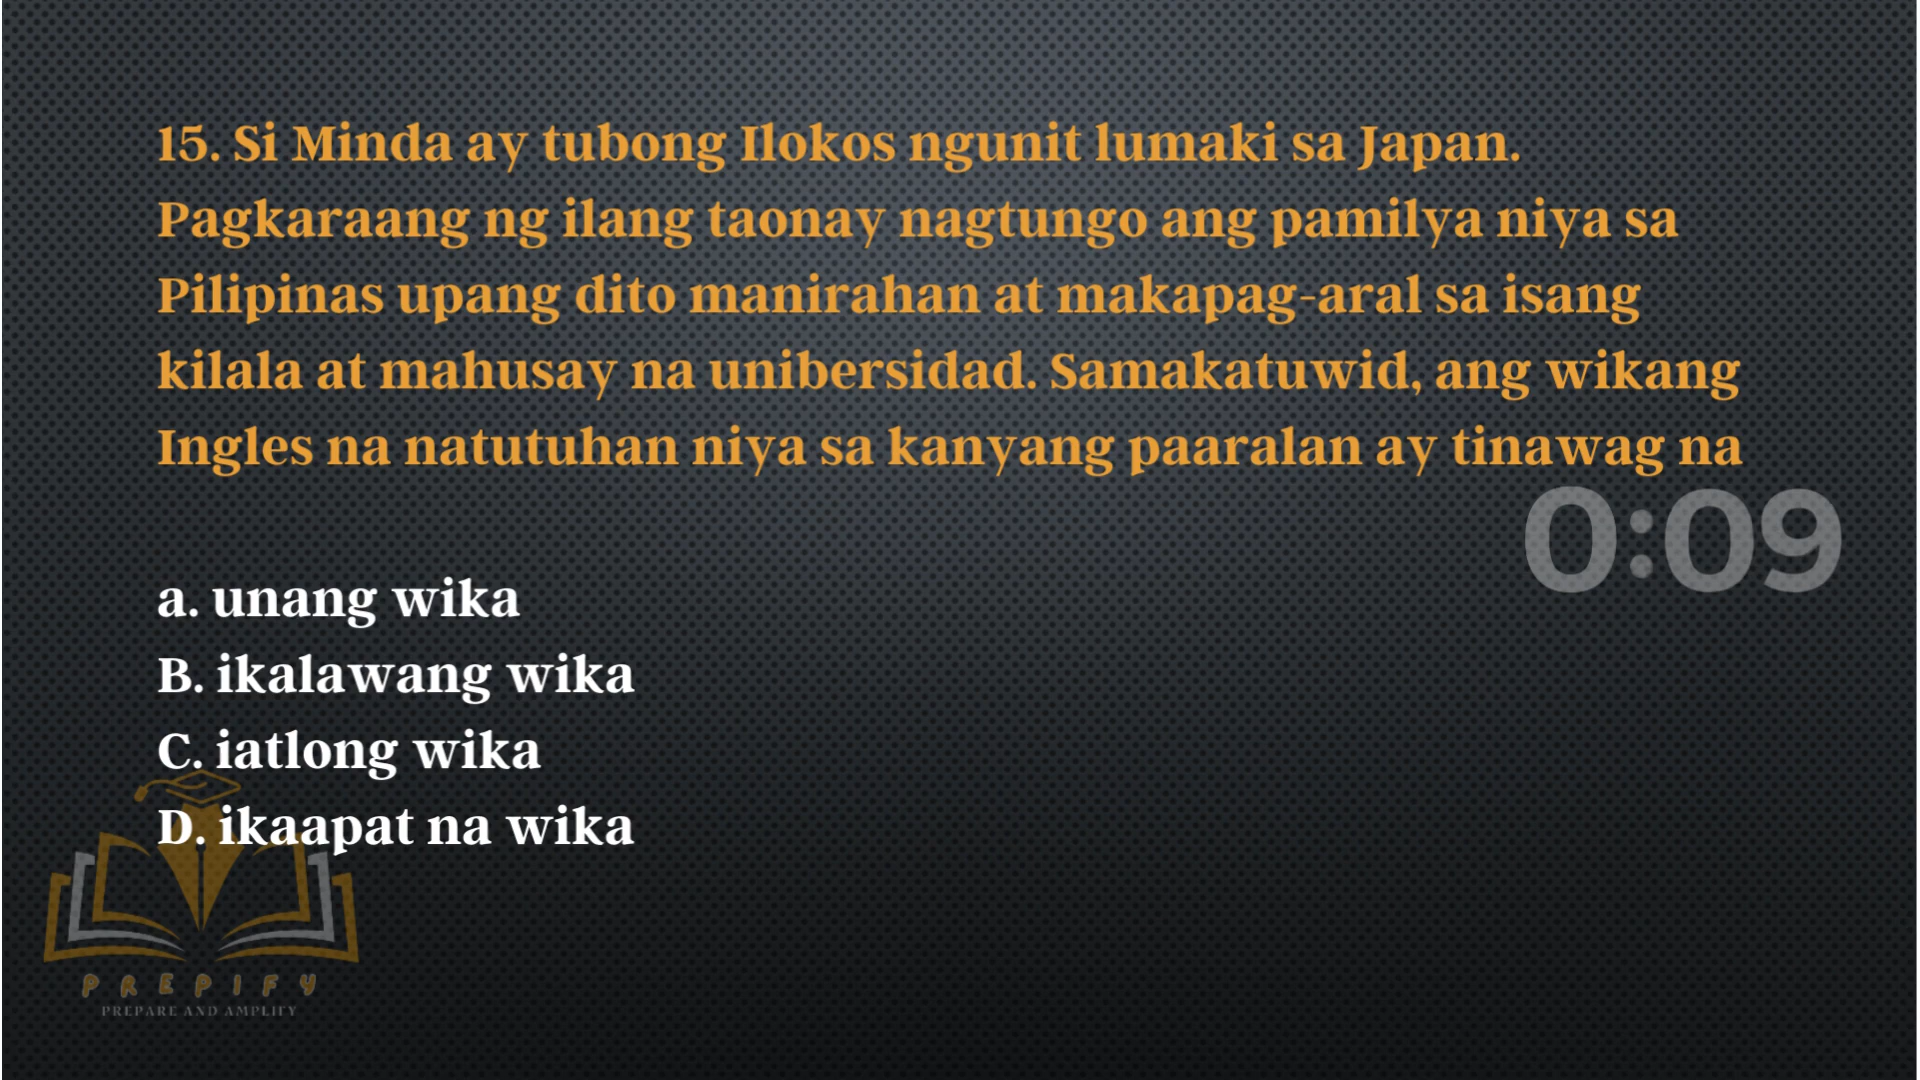 15. Si Minda ay tubong Ilokos ngunit lumaki sa Japan.
Pagkaraang ng ilang taonay nagtungo ang pamilya niya sa
Pilipinas upang dito manirahan at makapag-aral sa isang
kilala at mahusay na unibersidad. Samakatuwid, ang wikang
Ingles na natutuhan niya sa kanyang paaralan ay tinawag na
0:09
a. unang wika
B. ikalawang wika
C. iatlong wika
D. ikaapat na wika
PREPIFY
PREPARE AND AMPLIFY